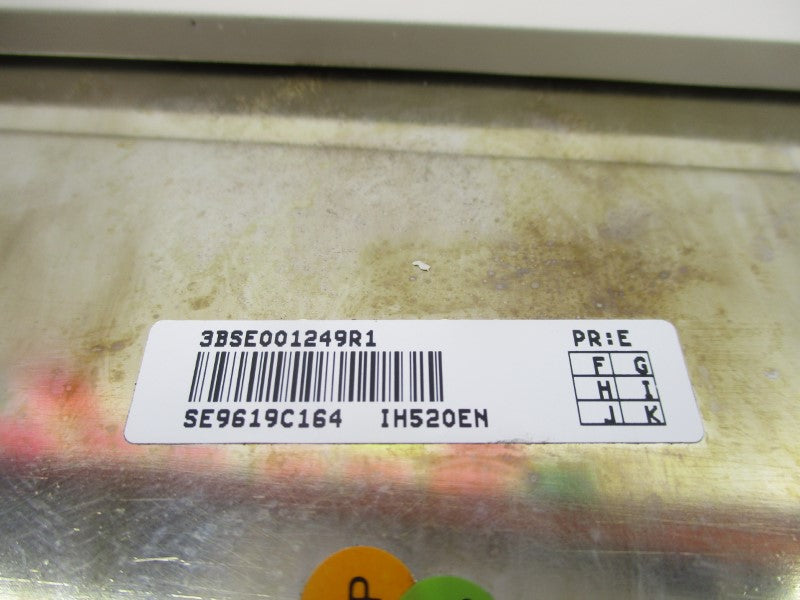 3BSE001249R1
PR:E
F G
H I
J K
SE9619C164 IH520EN
P